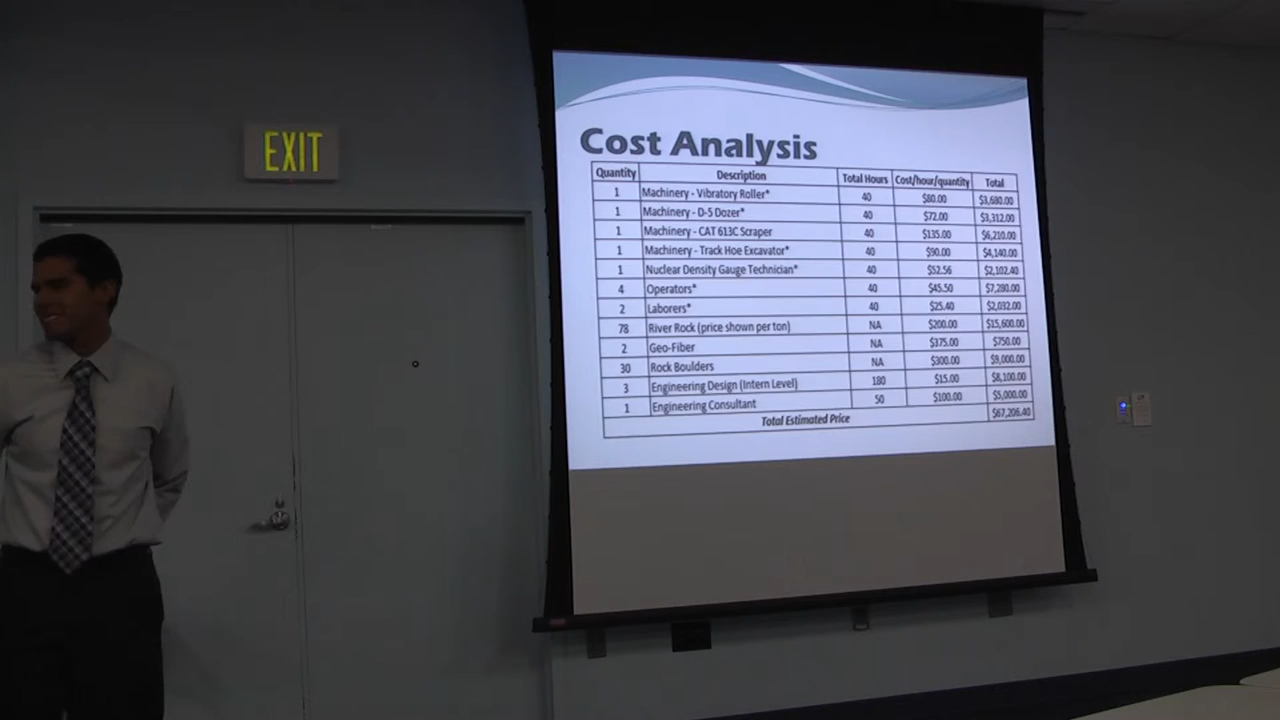 EXIT
Cost Analysis
Quantity Description Total Hours Cost/hour/quantity Total
1 Machinery - Vibratory Roller* 40 $80.00 $3,680.00
1 Machinery - D-5 Dozer* 40 $72.00 $3,312.00
1 Machinery - CAT 613C Scraper 40 $135.00 $6,210.00
1 Machinery - Track Hoe Excavator* 40 $90.00 $4,140.00
1 Nuclear Density Gauge Technician* 40 $52.56 $2,102.40
4 Operators* 40 $45.50 $7,280.00
2 Laborers* 40 $25.40 $2,032.00
78 River Rock (price shown per ton) NA $200.00 $15,600.00
2 Geo-Fiber NA $375.00 $750.00
30 Rock Boulders NA $300.00 $9,000.00
3 Engineering Design (Intern Level) 180 $15.00 $8,100.00
1 Engineering Consultant 50 $100.00 $5,000.00
Total Estimated Price $67,206.40